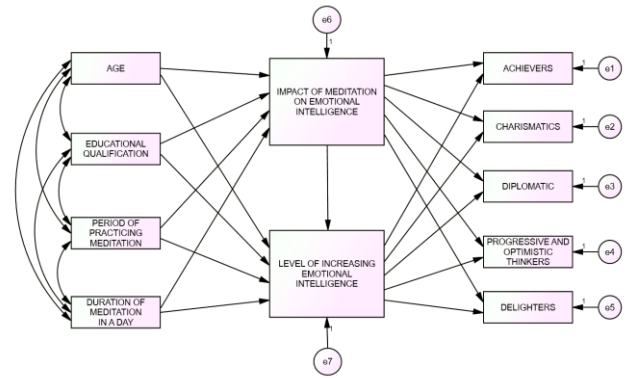 e6
1
AGE
IMPACT OF MEDITATION
ON EMOTIONAL
INTELLIGENCE
ACHIEVERS
1
e1
EDUCATIONAL
QUALIFICATION
CHARISMATICS
1
e2
DIPLOMATIC
1
e3
PERIOD OF
PRACTICING
MEDITATION
LEVEL OF INCREASING
EMOTIONAL
INTELLIGENCE
PROGRESSIVE AND
OPTIMISTIC
THINKERS
1
e4
DURATION OF
MEDITATION
IN A DAY
DELIGHTERS
1
e5
1
e7